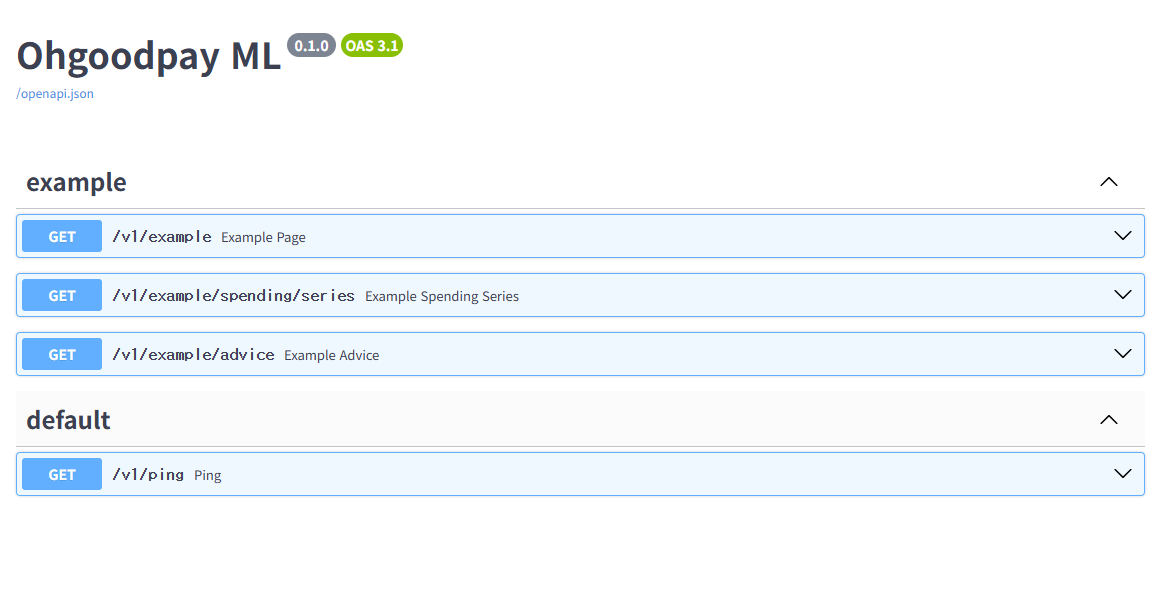 Ohgoodpay ML 0.1.0 OAS 3.1
/openapi.json
example
GET /v1/example Example Page
GET /v1/example/spending/series Example Spending Series
GET /v1/example/advice Example Advice
default
GET /v1/ping Ping